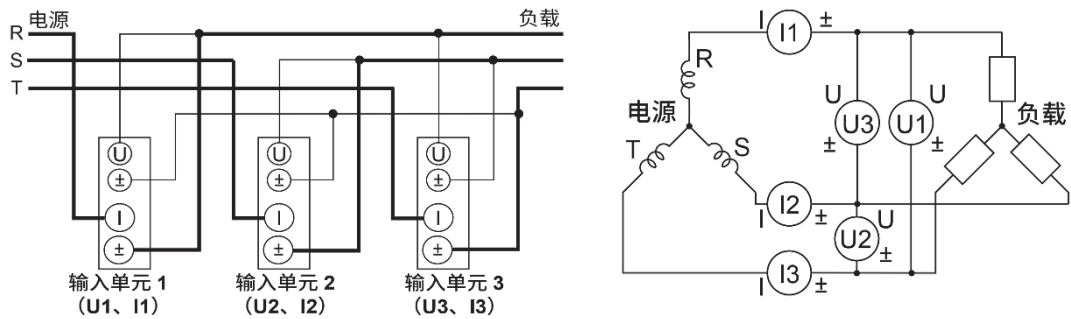 电源
负载
R
S
T
U
±
I
±
U
±
I
±
U
±
I
±
输入单元 1
（U1、I1）
输入单元 2
（U2、I2）
输入单元 3
（U3、I3）
I I1 ±
R
U U
电源 U3 U1 负载
± ±
T S
I I2 ±
U
U2
±
I I3 ±